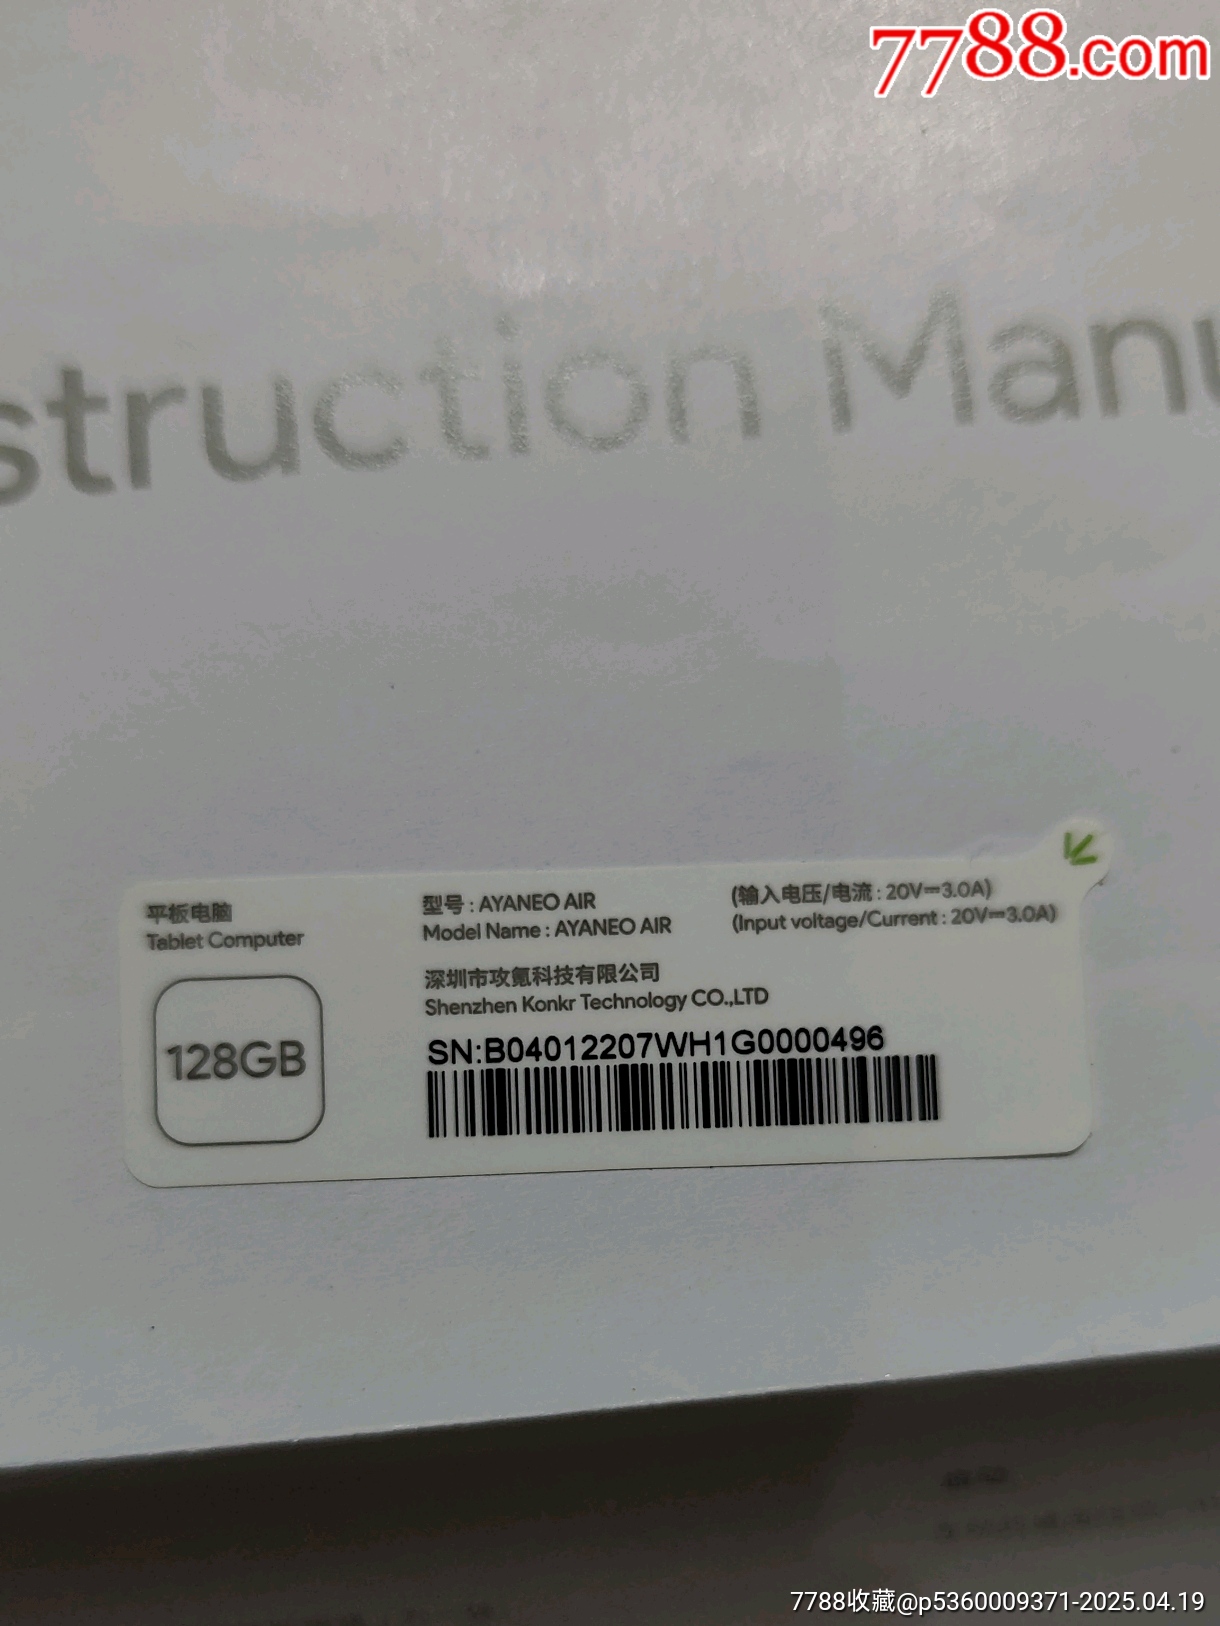 7788.com
struction Manu
平板电脑
Tablet Computer
128GB
型号 : AYANEO AIR
Model Name : AYANEO AIR
(输入电压/电流 : 20V⎓3.0A)
(Input voltage/Current : 20V⎓3.0A)
深圳市攻氪科技有限公司
Shenzhen Konkr Technology CO.,LTD
SN:B04012207WH1G0000496
7788收藏@p5360009371-2025.04.19